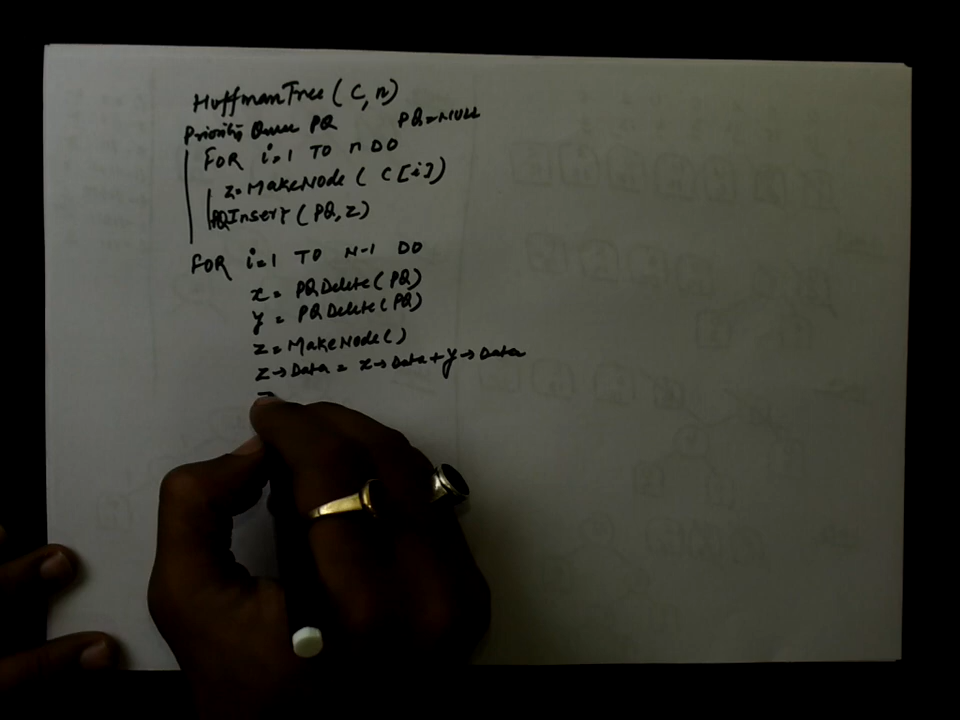 HuffmanTree (C, n)
Priority Queue PQ PQ=NULL
FOR i=1 TO n DO
z=MakeNode ( C [i])
PQInsert (PQ, z)
FOR i=1 TO N-1 DO
x = PQDelete (PQ)
y = PQDelete (PQ)
z = MakeNode ()
z→Data = x→Data + y→Data